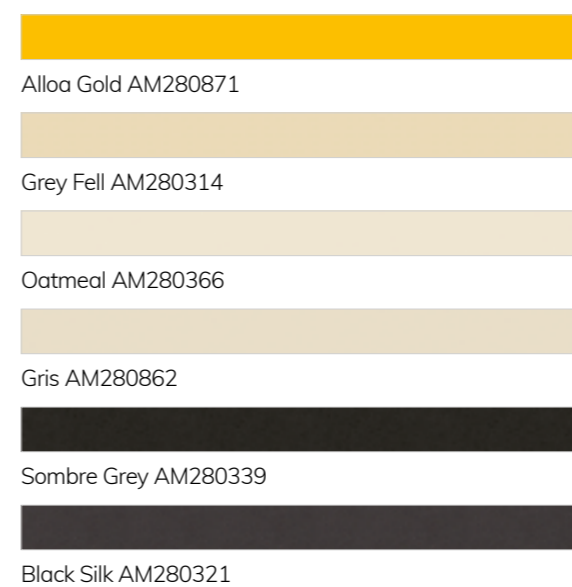 Alloa Gold AM280871
Grey Fell AM280314
Oatmeal AM280366
Gris AM280862
Sombre Grey AM280339
Black Silk AM280321